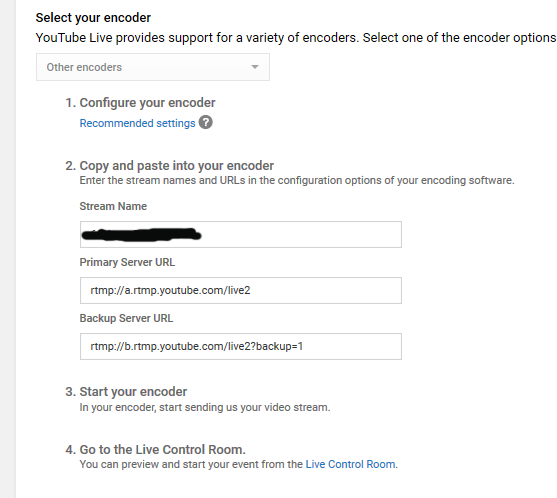 Select your encoder
YouTube Live provides support for a variety of encoders. Select one of the encoder options
Other encoders
1. Configure your encoder
Recommended settings ?
2. Copy and paste into your encoder
Enter the stream names and URLs in the configuration options of your encoding software.
Stream Name
Primary Server URL
rtmp://a.rtmp.youtube.com/live2
Backup Server URL
rtmp://b.rtmp.youtube.com/live2?backup=1
3. Start your encoder
In your encoder, start sending us your video stream.
4. Go to the Live Control Room.
You can preview and start your event from the Live Control Room.